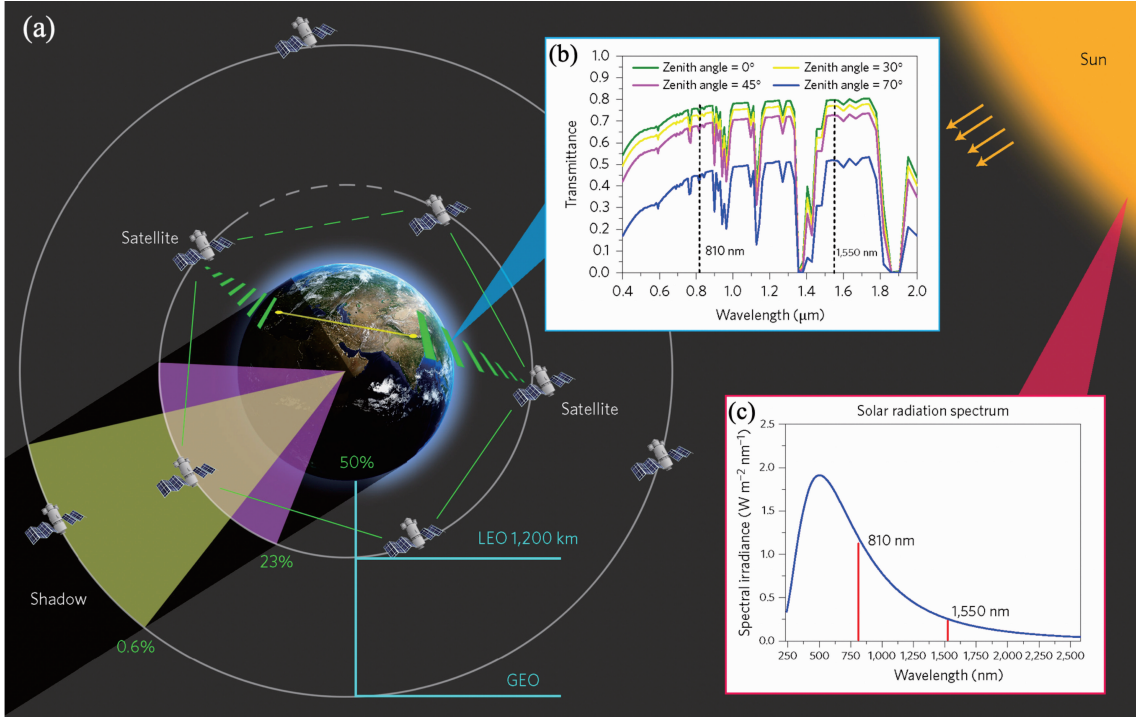 (a)
Satellite
Satellite
50%
LEO 1,200 km
23%
Shadow
0.6%
GEO
Sun
(b)
Zenith angle = 0°
Zenith angle = 30°
Zenith angle = 45°
Zenith angle = 70°
Transmittance
1.0
0.9
0.8
0.7
0.6
0.5
0.4
0.3
0.2
0.1
0.0
810 nm
1,550 nm
0.4 0.6 0.8 1.0 1.2 1.4 1.6 1.8 2.0
Wavelength (μm)
(c)
Solar radiation spectrum
Spectral irradiance (W m⁻² nm⁻¹)
2.5
2.0
1.5
1.0
0.5
0.0
810 nm
1,550 nm
250 500 750 1,000 1,250 1,500 1,750 2,000 2,250 2,500
Wavelength (nm)